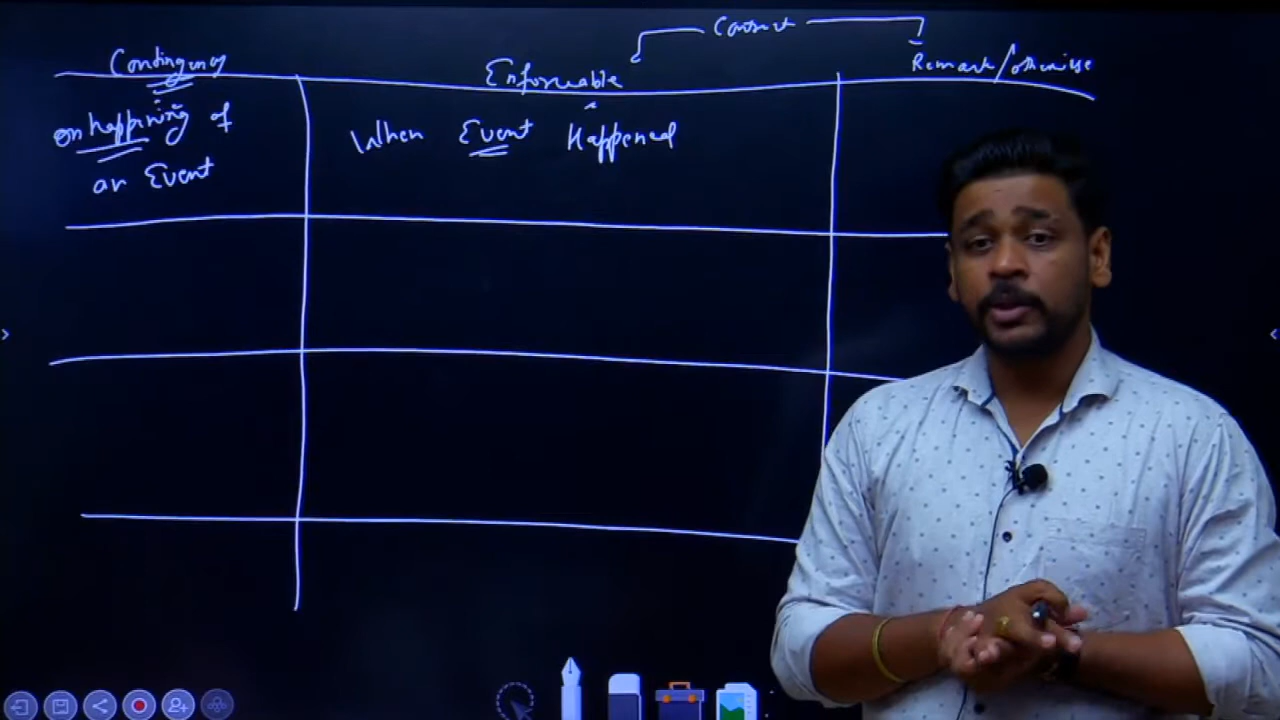 Contract
Contingency
Enforceable
Remark/otherwise
on happening of
an Event
When Event Happened